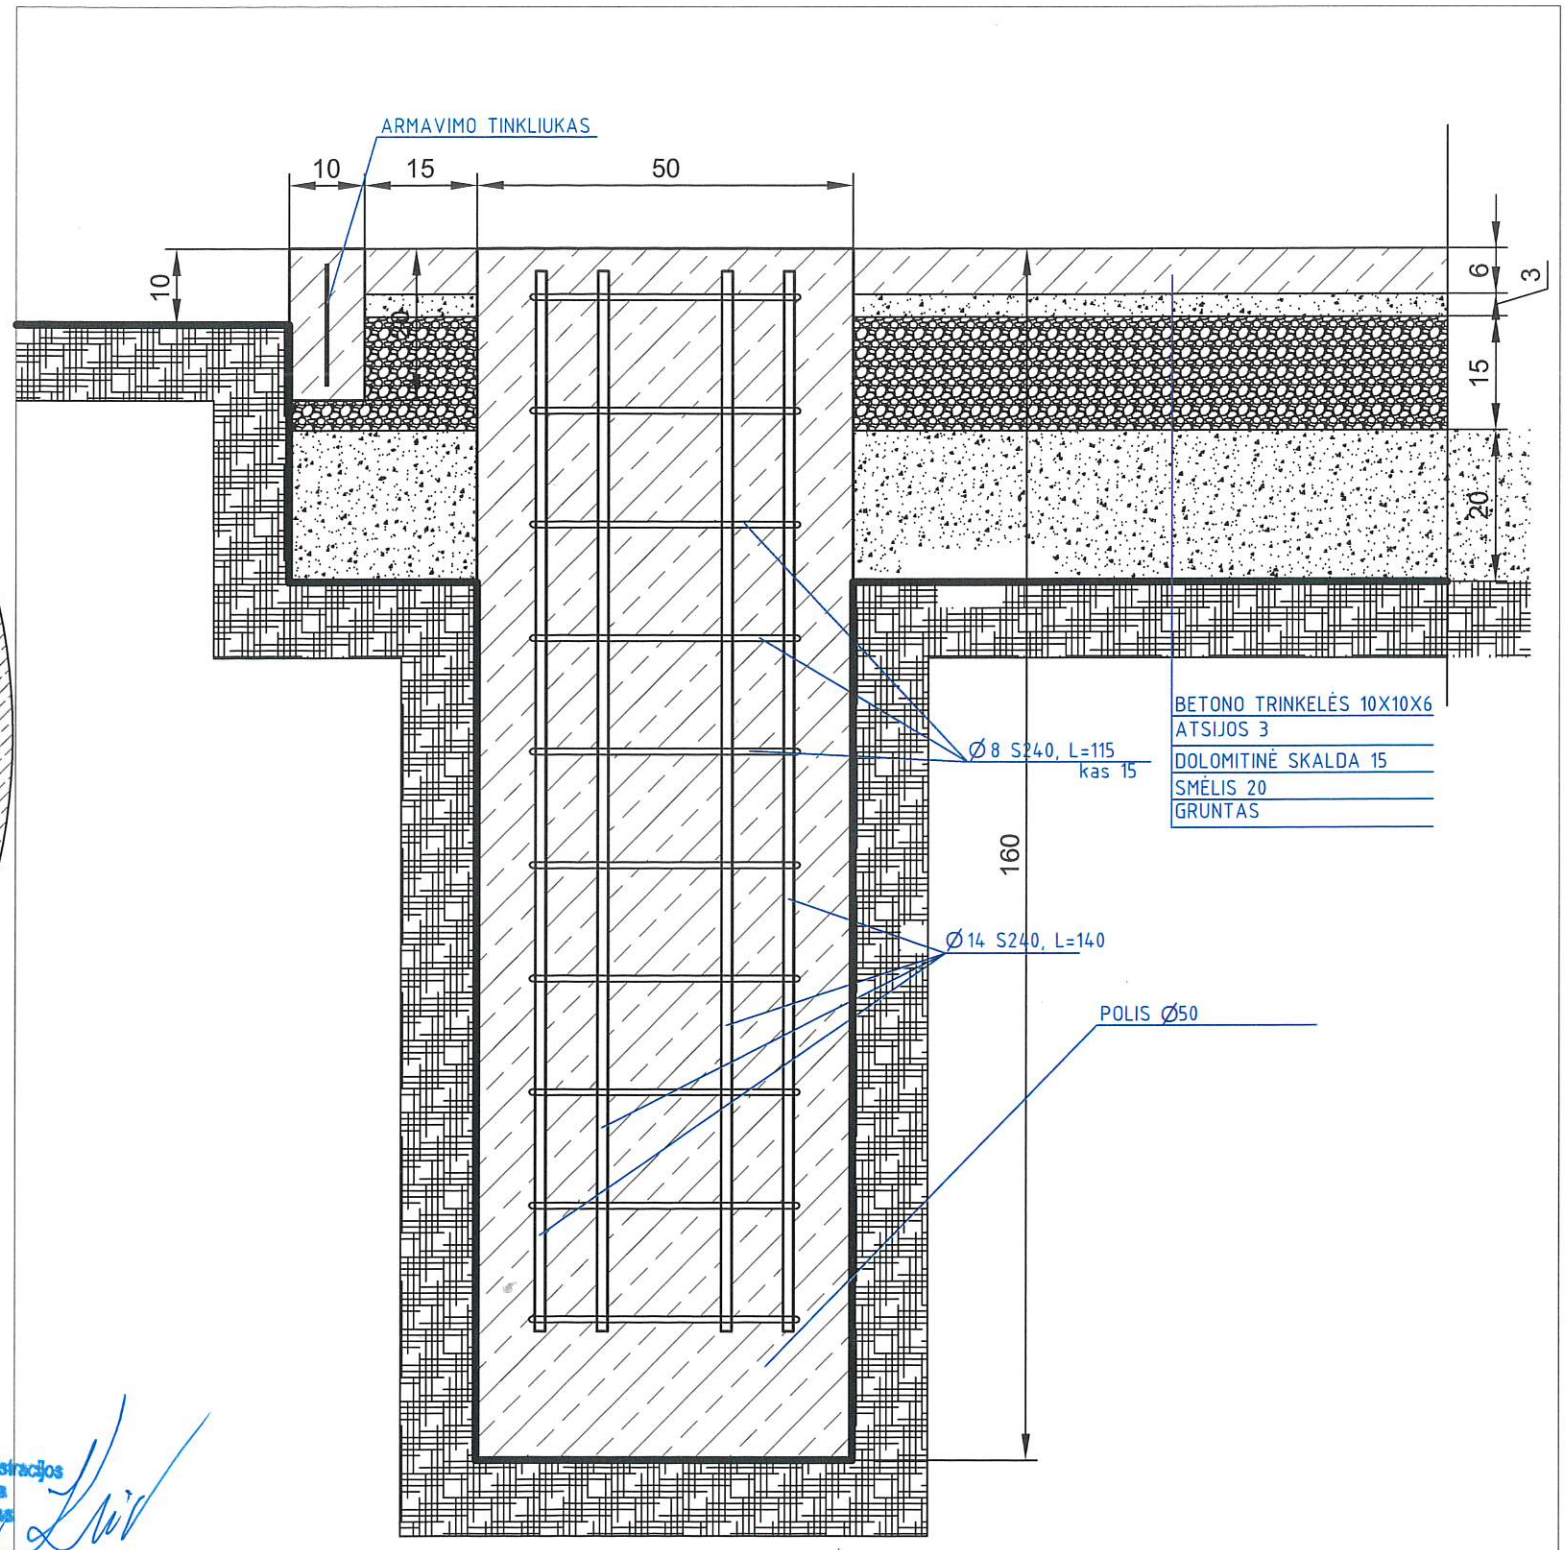 ARMAVIMO TINKLIUKAS
10
15
50
10
20
6
3
15
20
BETONO TRINKELĖS 10X10X6
ATSIJOS 3
DOLOMITINĖ SKALDA 15
SMĖLIS 20
GRUNTAS
Ø8 S240, L=115
kas 15
160
Ø14 S240, L=140
POLIS Ø50